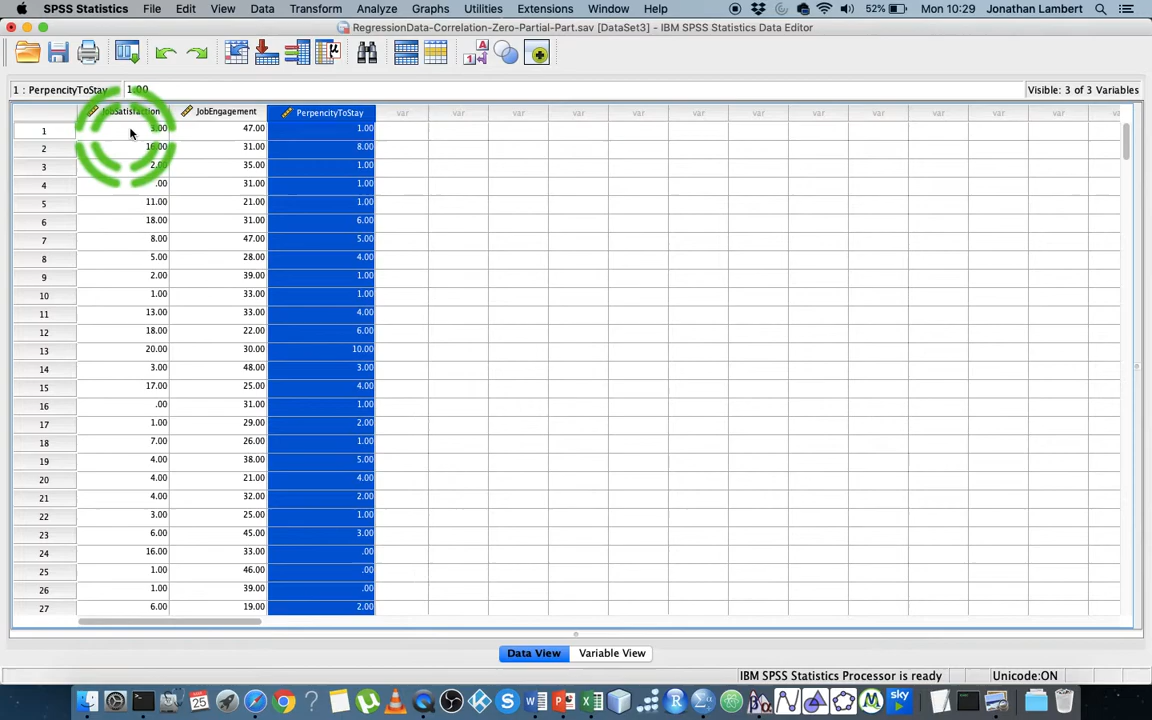 SPSS Statistics File Edit View Data Transform Analyze Graphs Utilities Extensions Window Help 52% Mon 10:29 Jonathan Lambert
RegressionData-Correlation-Zero-Partial-Part.sav [DataSet3] - IBM SPSS Statistics Data Editor
1 : PerpencityToStay 1.00 Visible: 3 of 3 Variables
JobSatisfaction JobEngagement PerpencityToStay var var var var var var var var var var var var
1 3.00 47.00 1.00
2 16.00 31.00 8.00
3 2.00 35.00 1.00
4 .00 31.00 1.00
5 11.00 21.00 1.00
6 18.00 31.00 6.00
7 8.00 47.00 5.00
8 5.00 28.00 4.00
9 2.00 39.00 1.00
10 1.00 33.00 1.00
11 13.00 33.00 4.00
12 18.00 22.00 6.00
13 20.00 30.00 10.00
14 3.00 48.00 3.00
15 17.00 25.00 4.00
16 .00 31.00 1.00
17 1.00 29.00 2.00
18 7.00 26.00 1.00
19 4.00 38.00 5.00
20 4.00 21.00 4.00
21 4.00 32.00 2.00
22 3.00 25.00 1.00
23 6.00 45.00 3.00
24 16.00 33.00 .00
25 1.00 46.00 .00
26 1.00 39.00 .00
27 6.00 19.00 2.00
Data View Variable View
IBM SPSS Statistics Processor is ready Unicode:ON